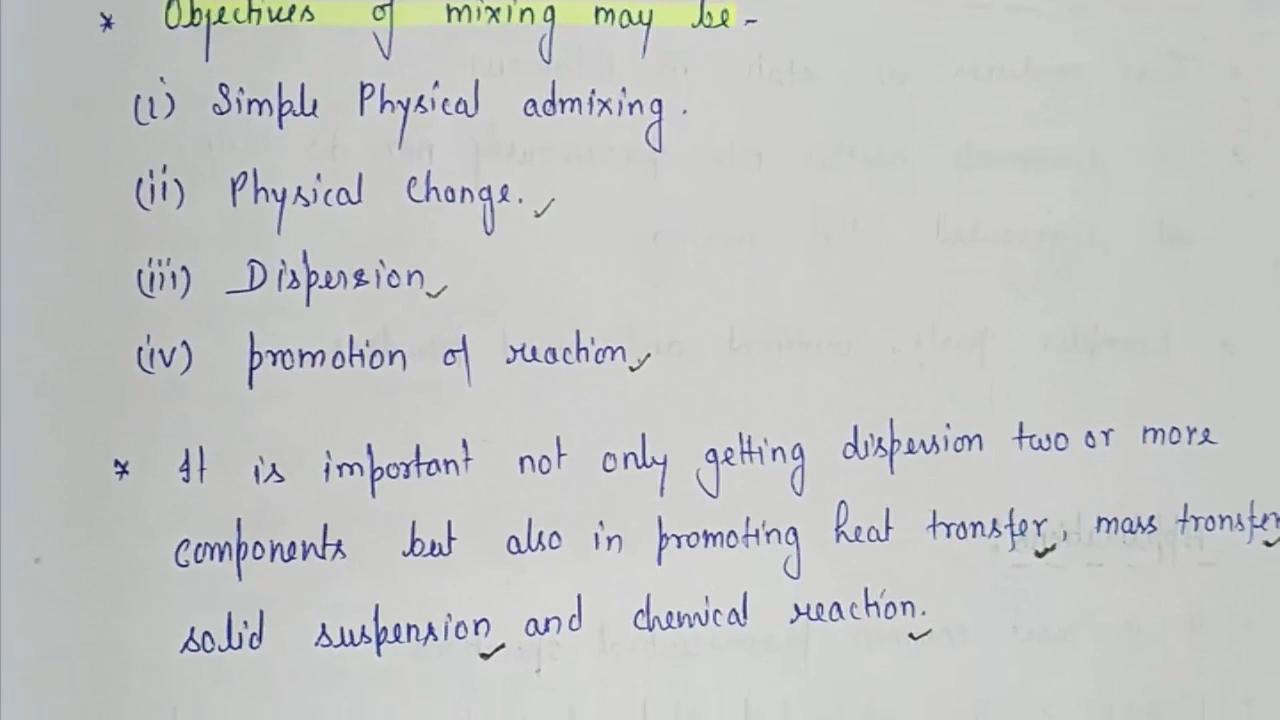 * Objectives of mixing may be -
(i) Simple Physical admixing.
(ii) Physical Change.
(iii) Dispersion
(iv) promotion of reaction
* It is important not only getting dispersion two or more
components but also in promoting heat transfer, mass transfer
solid suspension and chemical reaction.